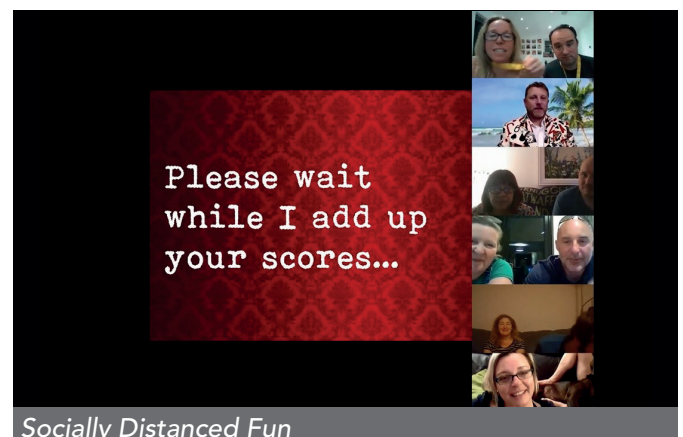 Please wait
while I add up
your scores...
Socially Distanced Fun